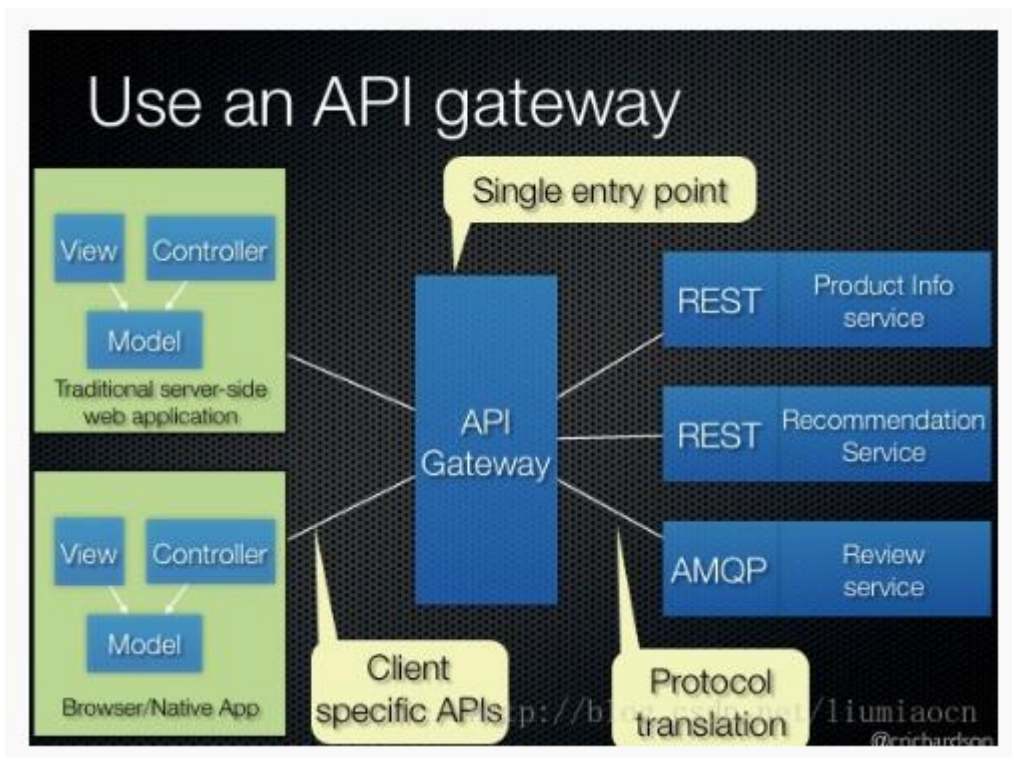 Use an API gateway
Single entry point
View
Controller
Model
Traditional server-side
web application
View
Controller
Model
Browser/Native App
API
Gateway
REST
Product Info
service
REST
Recommendation
Service
AMQP
Review
service
Client
specific APIs
Protocol
translation
http://blog.csdn.net/liumiaocn
@crichardson